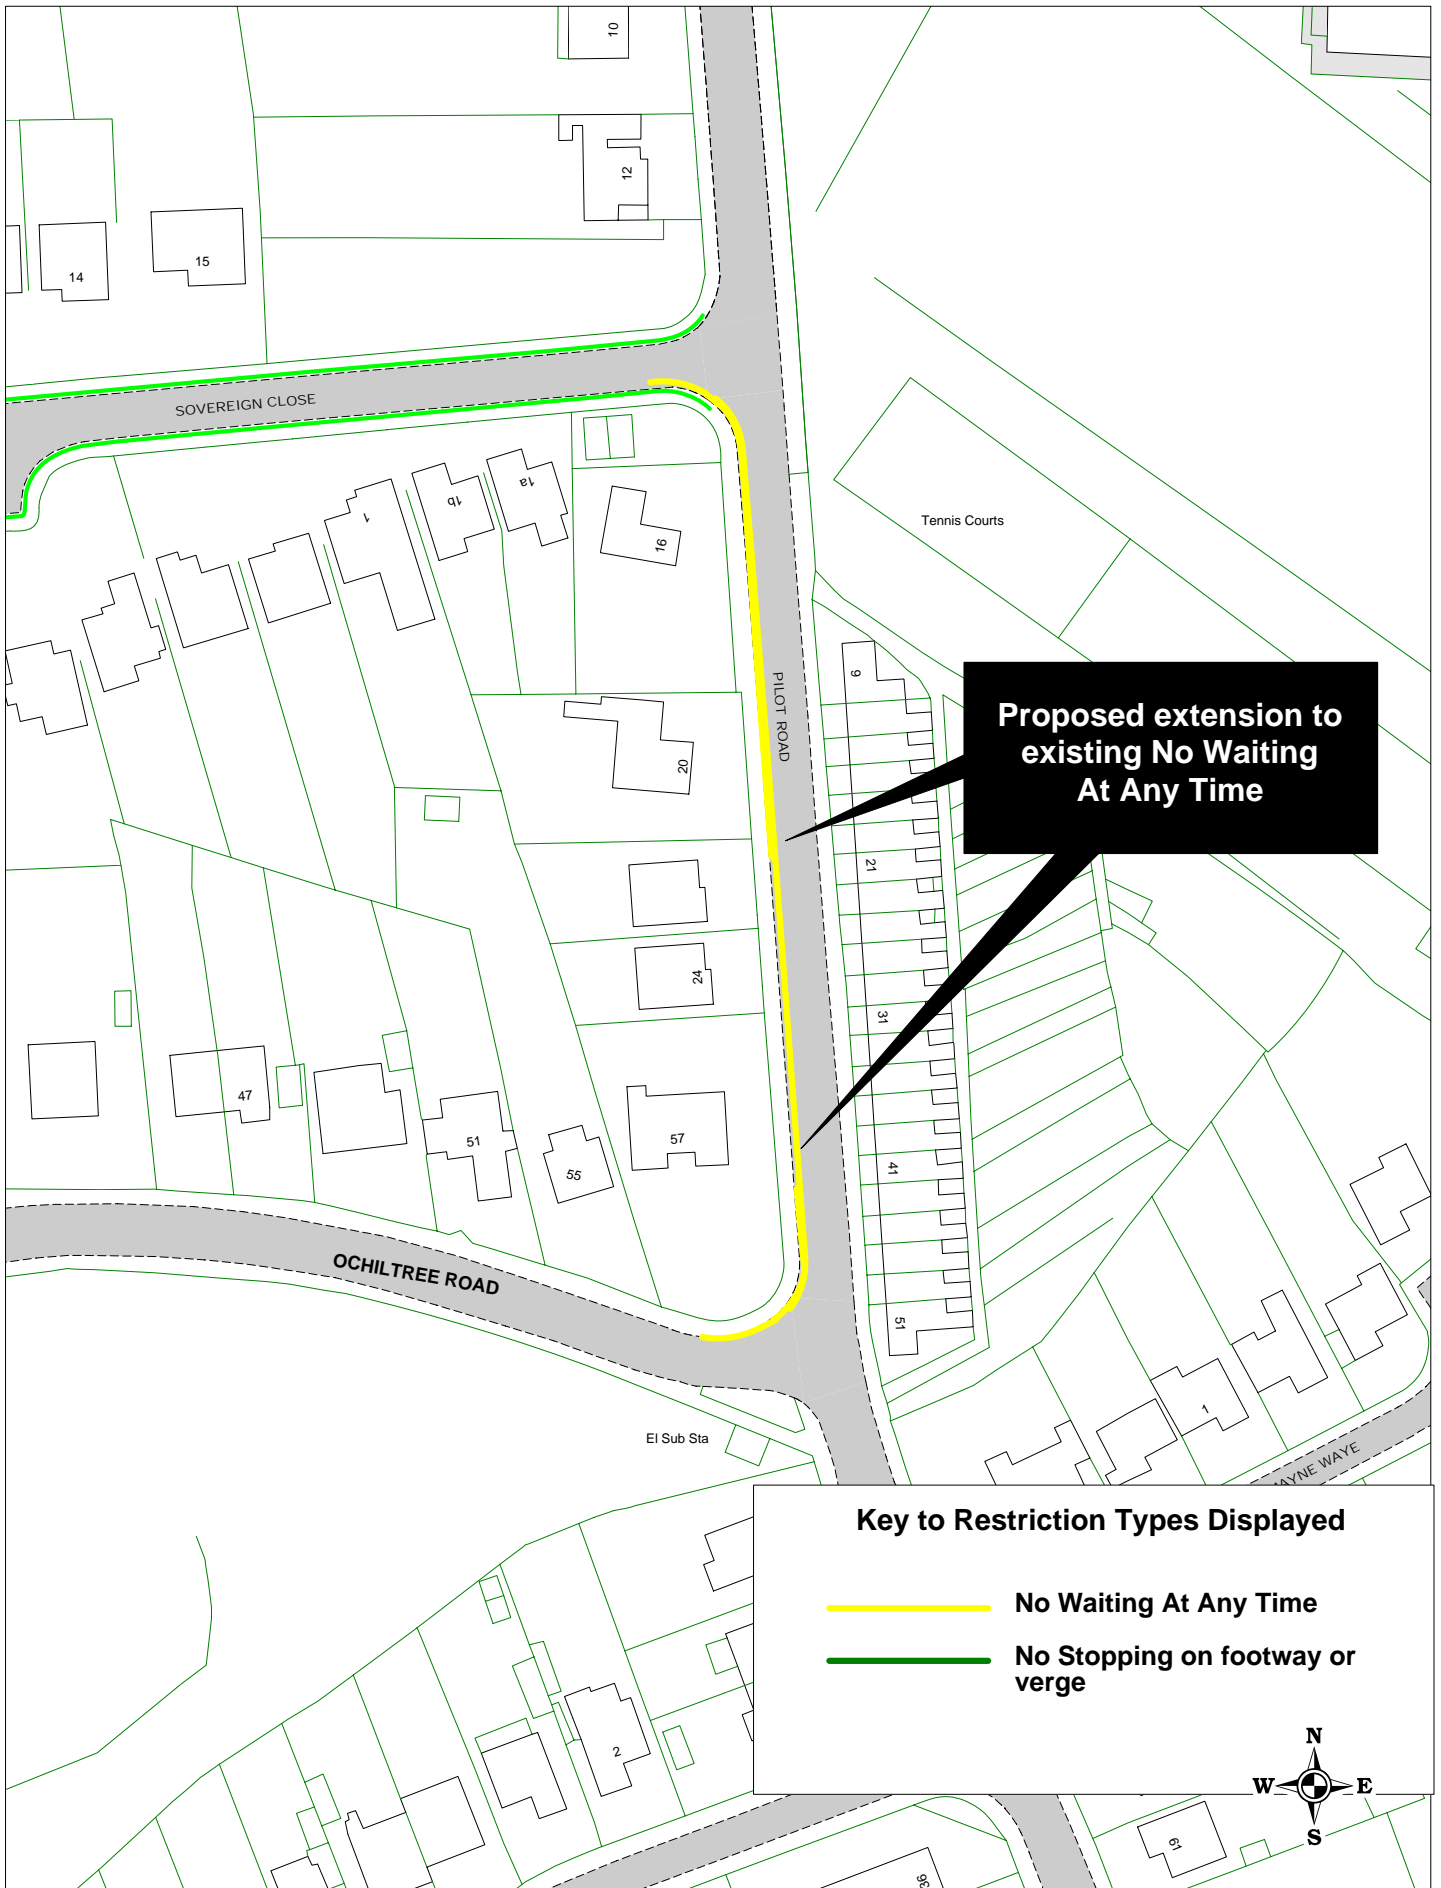 10
12
14
15
SOVEREIGN CLOSE
1
1b
1a
16
Tennis Courts
PILOT ROAD
9
20
Proposed extension to
existing No Waiting
At Any Time
21
24
31
47
51
55
57
41
OCHILTREE ROAD
51
1
El Sub Sta
AYNE WAYE
Key to Restriction Types Displayed
No Waiting At Any Time
No Stopping on footway or
verge
2
N
W E
S
61
36